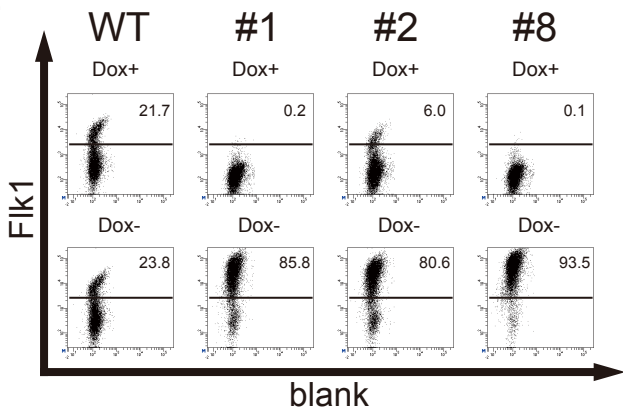 WT #1 #2 #8
Dox+ Dox+ Dox+ Dox+
21.7 0.2 6.0 0.1
Flk1
Dox- Dox- Dox- Dox-
23.8 85.8 80.6 93.5
blank